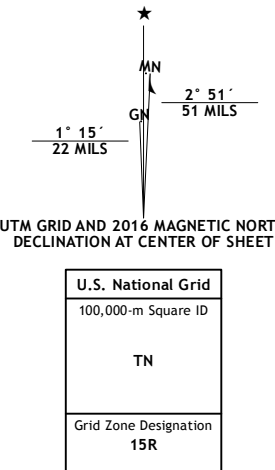 ★
MN
GN
2° 51´
51 MILS
1° 15´
22 MILS
UTM GRID AND 2016 MAGNETIC NORT
DECLINATION AT CENTER OF SHEET
U.S. National Grid
100,000-m Square ID
TN
Grid Zone Designation
15R